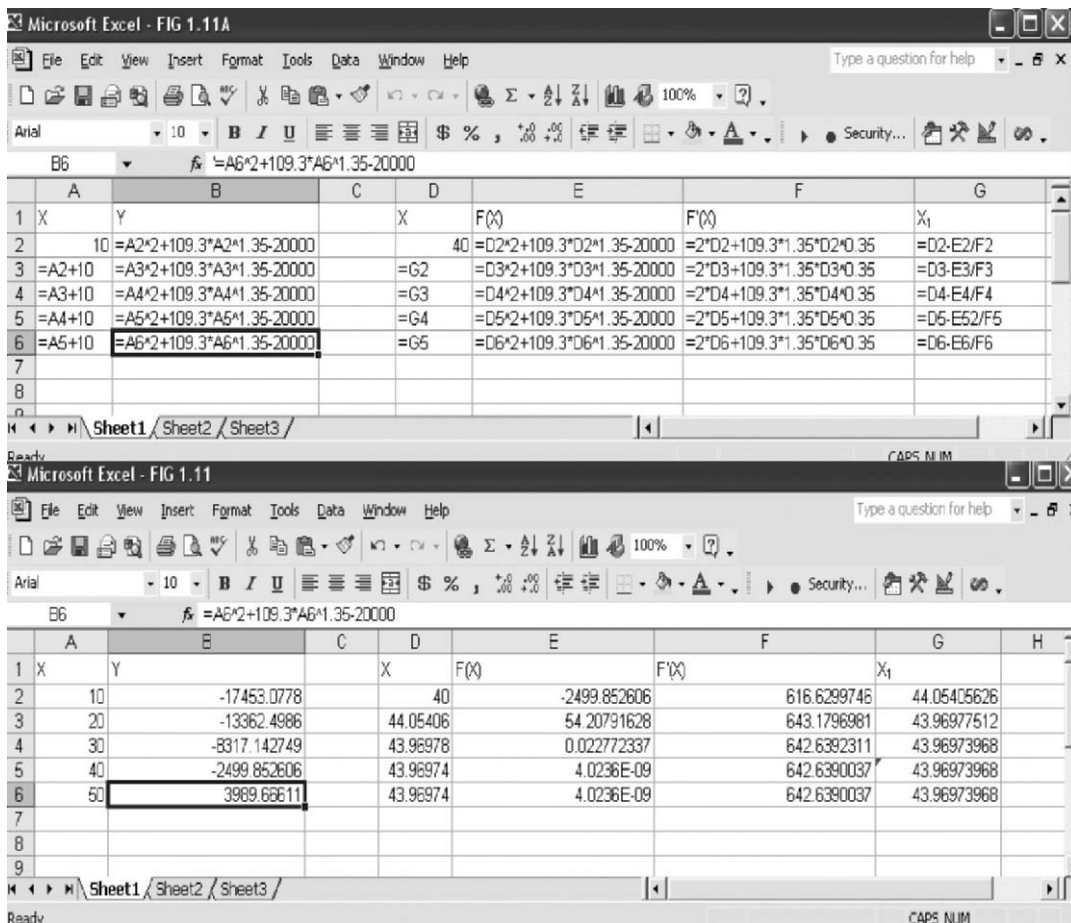 Microsoft Excel - FIG 1.11A
File Edit View Insert Format Tools Data Window Help Type a question for help
100%
Arial 10 B I U $ % , Security...
B6 fx '=A6^2+109.3*A6^1.35-20000
A B C D E F G
1 X Y X F(X) F'(X) X₁
2 10 =A2^2+109.3*A2^1.35-20000 40 =D2^2+109.3*D2^1.35-20000 =2*D2+109.3*1.35*D2^0.35 =D2-E2/F2
3 =A2+10 =A3^2+109.3*A3^1.35-20000 =G2 =D3^2+109.3*D3^1.35-20000 =2*D3+109.3*1.35*D3^0.35 =D3-E3/F3
4 =A3+10 =A4^2+109.3*A4^1.35-20000 =G3 =D4^2+109.3*D4^1.35-20000 =2*D4+109.3*1.35*D4^0.35 =D4-E4/F4
5 =A4+10 =A5^2+109.3*A5^1.35-20000 =G4 =D5^2+109.3*D5^1.35-20000 =2*D5+109.3*1.35*D5^0.35 =D5-E52/F5
6 =A5+10 =A6^2+109.3*A6^1.35-20000 =G5 =D6^2+109.3*D6^1.35-20000 =2*D6+109.3*1.35*D6^0.35 =D6-E6/F6
7
8
9
Sheet1 Sheet2 Sheet3
Ready CAPS NUM
Microsoft Excel - FIG 1.11
File Edit View Insert Format Tools Data Window Help Type a question for help
100%
Arial 10 B I U $ % , Security...
B6 fx =A6^2+109.3*A6^1.35-20000
A B C D E F G H
1 X Y X F(X) F'(X) X₁
2 10 -17453.0778 40 -2499.852606 616.6299746 44.05405626
3 20 -13362.4986 44.05406 54.20791628 643.1796981 43.96977512
4 30 -8317.142749 43.96978 0.022772337 642.6392311 43.96973968
5 40 -2499.852606 43.96974 4.0236E-09 642.6390037 43.96973968
6 50 3989.66611 43.96974 4.0236E-09 642.6390037 43.96973968
7
8
9
Sheet1 Sheet2 Sheet3
Ready CAPS NUM